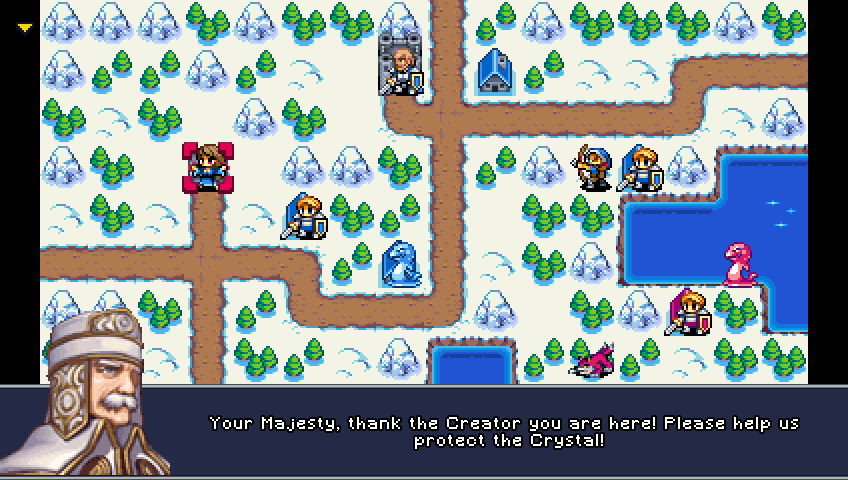 Your Majesty, thank the Creator you are here! Please help us
protect the Crystal!